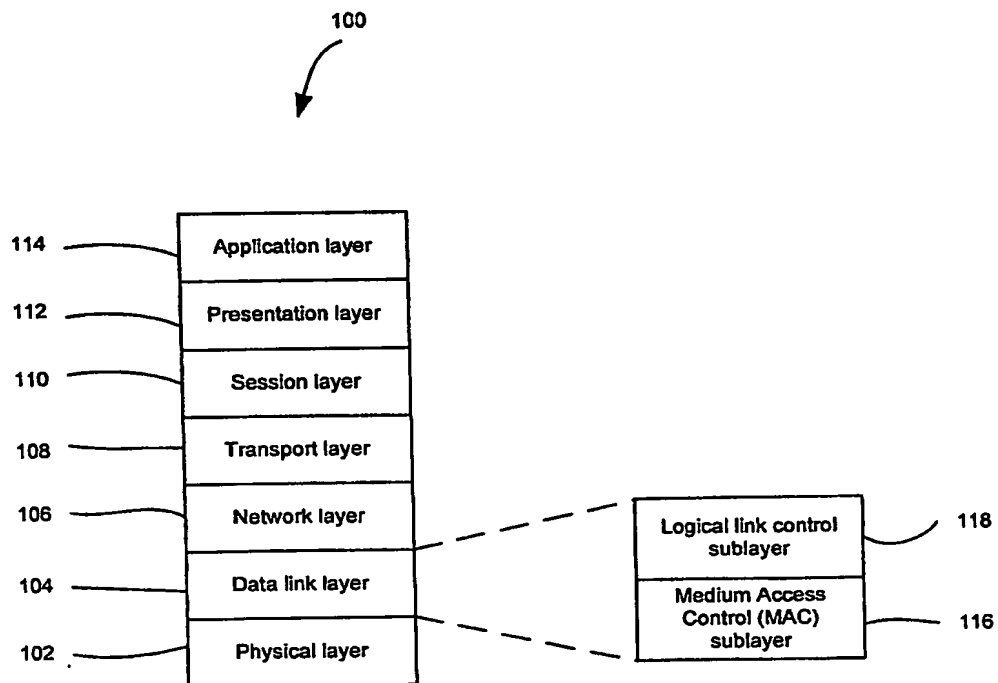 100
114
Application layer
112
Presentation layer
110
Session layer
108
Transport layer
106
Network layer
104
Data link layer
102
Physical layer
Logical link control
sublayer
118
Medium Access
Control (MAC)
sublayer
116